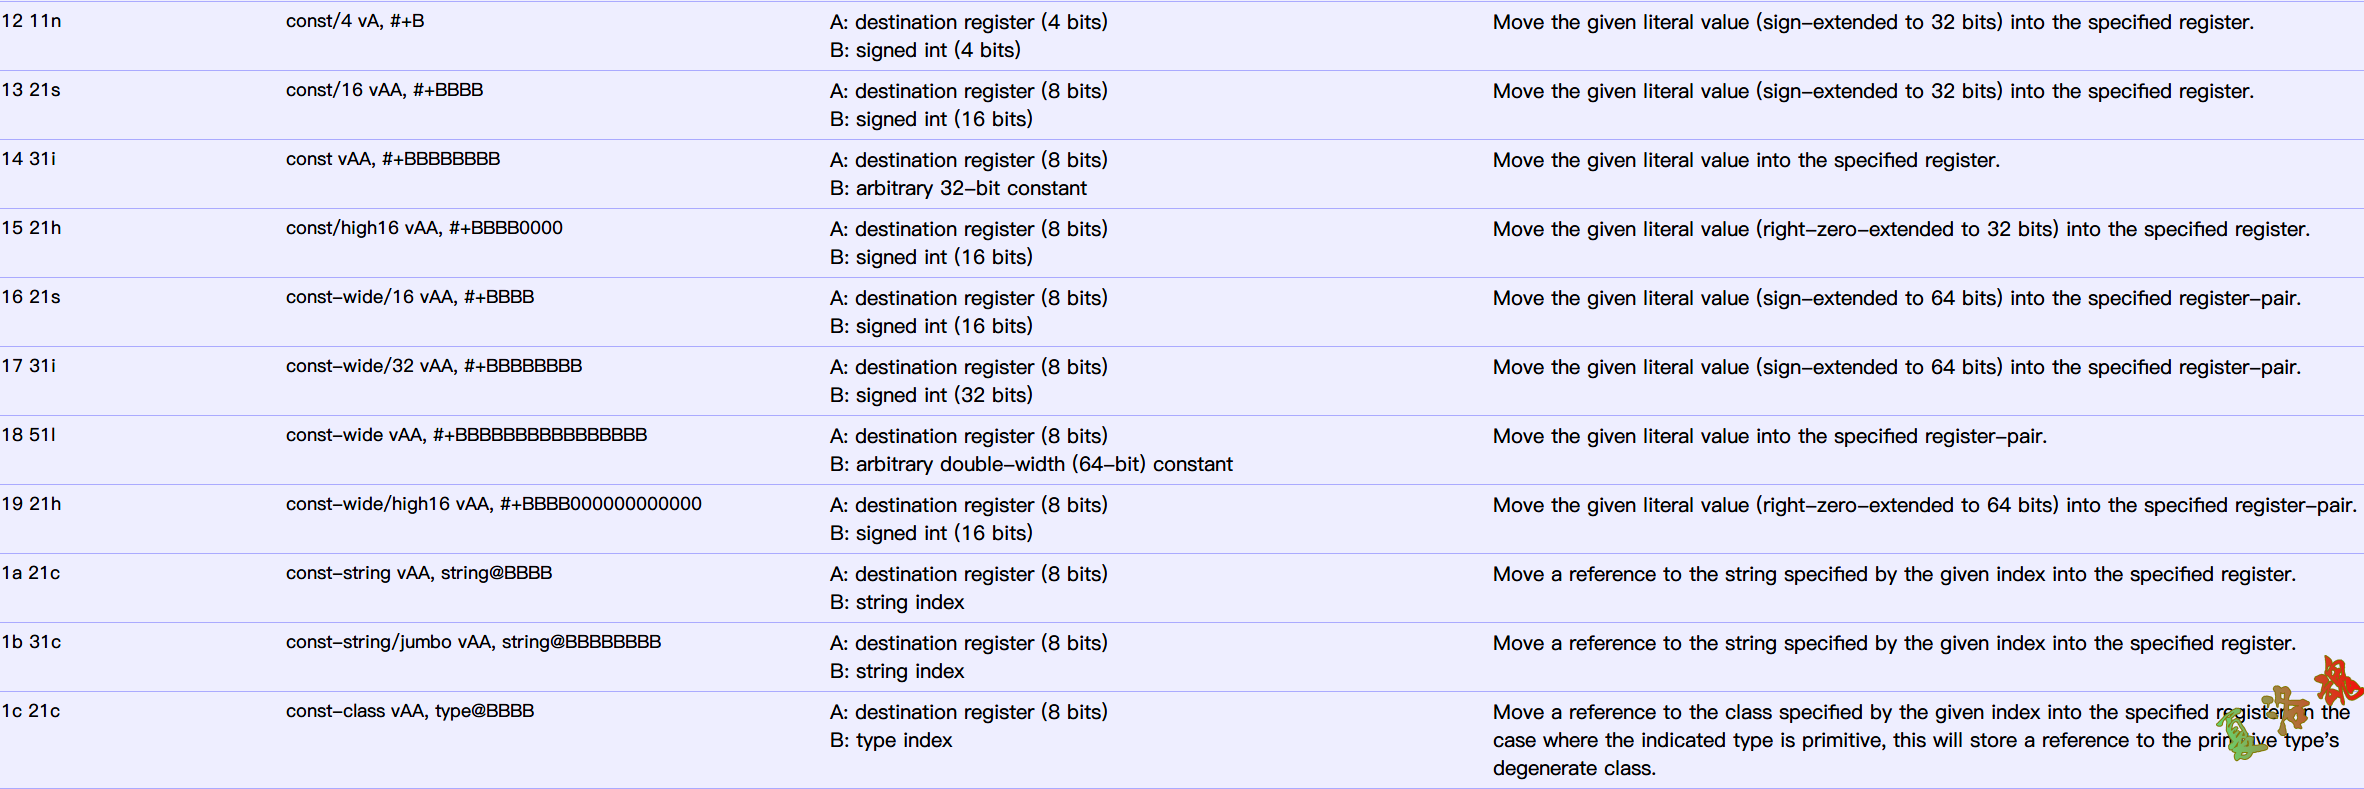 12 11n const/4 vA, #+B A: destination register (4 bits) Move the given literal value (sign-extended to 32 bits) into the specified register.
B: signed int (4 bits)
13 21s const/16 vAA, #+BBBB A: destination register (8 bits) Move the given literal value (sign-extended to 32 bits) into the specified register.
B: signed int (16 bits)
14 31i const vAA, #+BBBBBBBB A: destination register (8 bits) Move the given literal value into the specified register.
B: arbitrary 32-bit constant
15 21h const/high16 vAA, #+BBBB0000 A: destination register (8 bits) Move the given literal value (right-zero-extended to 32 bits) into the specified register.
B: signed int (16 bits)
16 21s const-wide/16 vAA, #+BBBB A: destination register (8 bits) Move the given literal value (sign-extended to 64 bits) into the specified register-pair.
B: signed int (16 bits)
17 31i const-wide/32 vAA, #+BBBBBBBB A: destination register (8 bits) Move the given literal value (sign-extended to 64 bits) into the specified register-pair.
B: signed int (32 bits)
18 51l const-wide vAA, #+BBBBBBBBBBBBBBBB A: destination register (8 bits) Move the given literal value into the specified register-pair.
B: arbitrary double-width (64-bit) constant
19 21h const-wide/high16 vAA, #+BBBB000000000000 A: destination register (8 bits) Move the given literal value (right-zero-extended to 64 bits) into the specified register-pair.
B: signed int (16 bits)
1a 21c const-string vAA, string@BBBB A: destination register (8 bits) Move a reference to the string specified by the given index into the specified register.
B: string index
1b 31c const-string/jumbo vAA, string@BBBBBBBB A: destination register (8 bits) Move a reference to the string specified by the given index into the specified register.
B: string index
1c 21c const-class vAA, type@BBBB A: destination register (8 bits) Move a reference to the class specified by the given index into the specified register. In the
B: type index case where the indicated type is primitive, this will store a reference to the primitive type's
degenerate class.